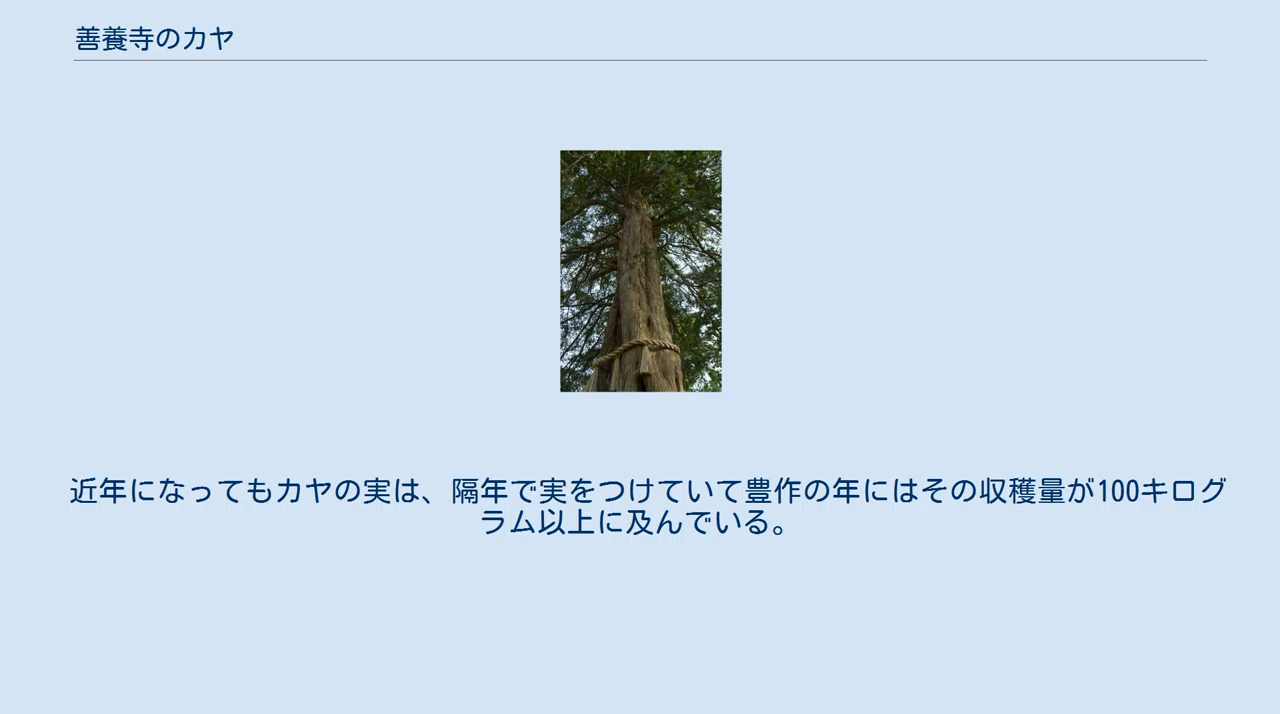 善養寺のカヤ
近年になってもカヤの実は、隔年で実をつけていて豊作の年にはその収穫量が100キログ
ラム以上に及んでいる。